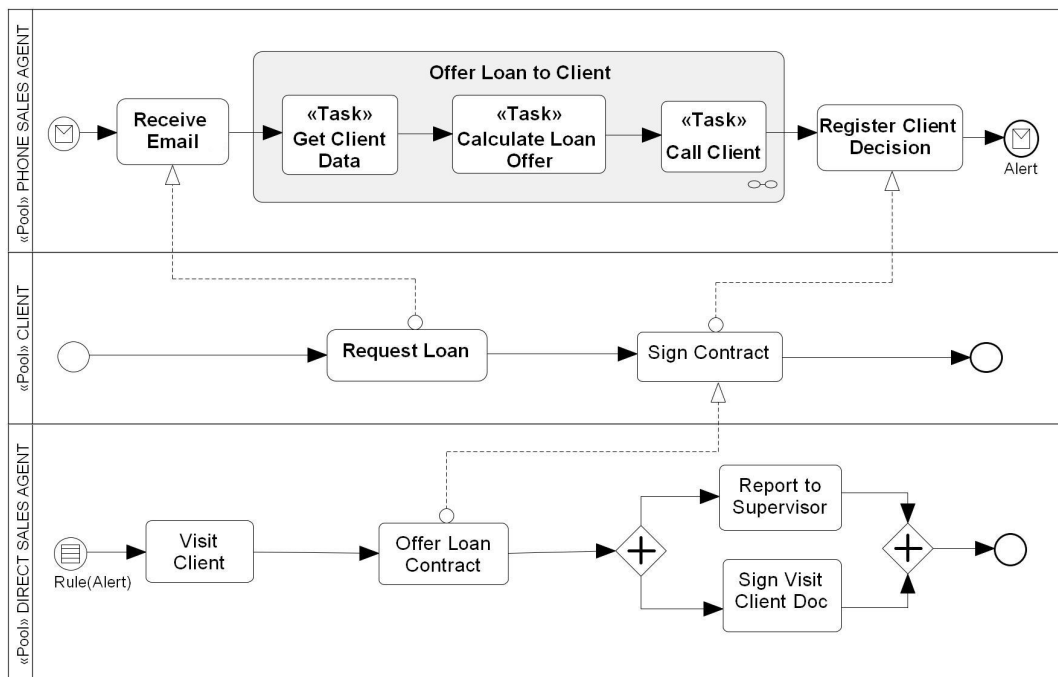 «Pool» PHONE SALES AGENT
Offer Loan to Client
Receive
Email
«Task»
Get Client
Data
«Task»
Calculate Loan
Offer
«Task»
Call Client
Register Client
Decision
Alert
«Pool» CLIENT
Request Loan
Sign Contract
«Pool» DIRECT SALES AGENT
Rule(Alert)
Visit
Client
Offer Loan
Contract
Report to
Supervisor
Sign Visit
Client Doc